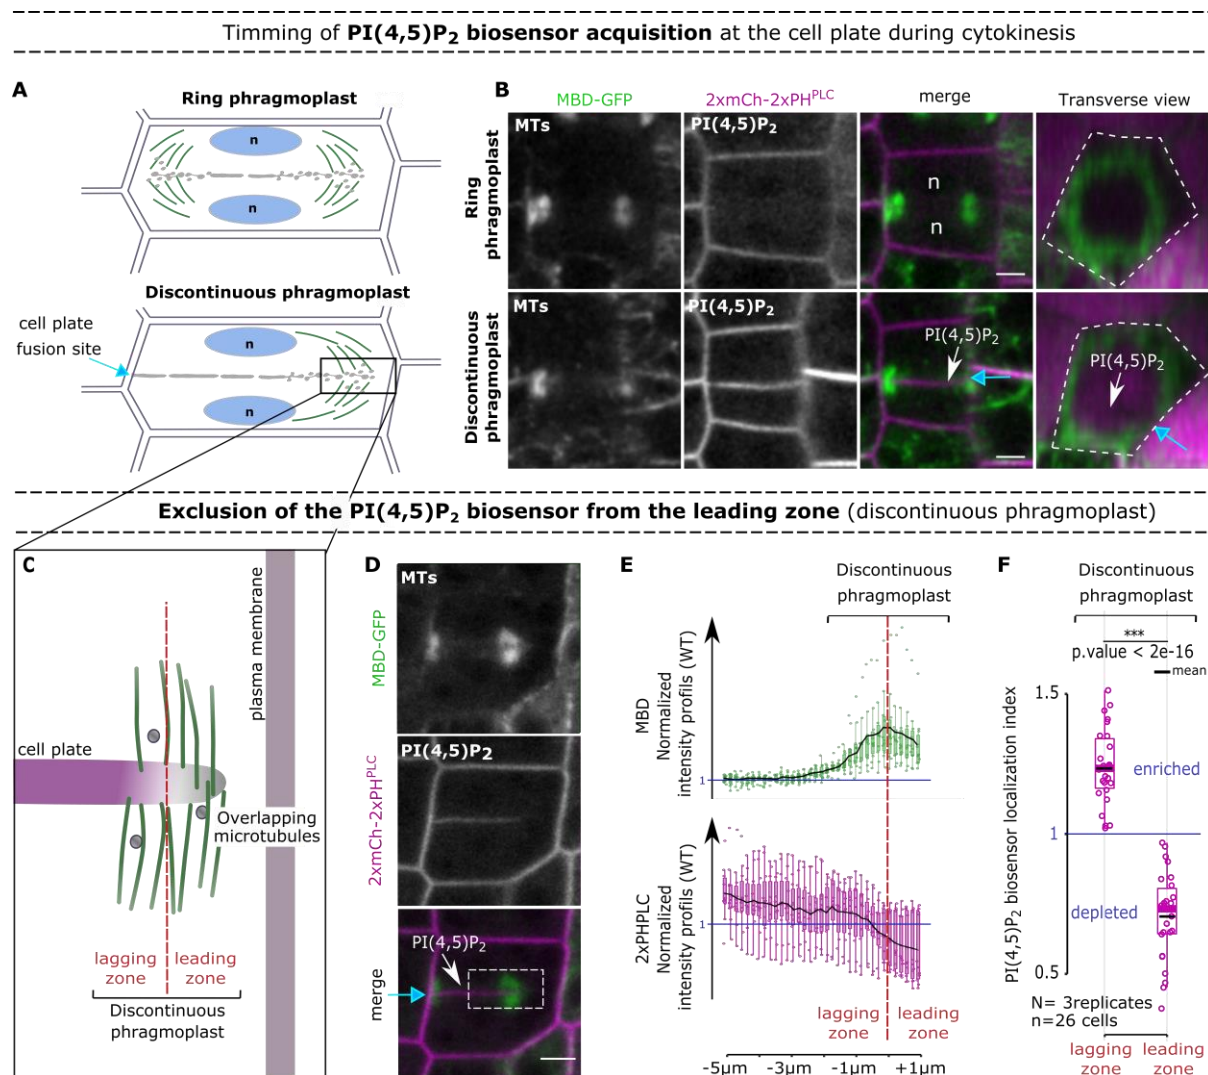 Timming of PI(4,5)P₂ biosensor acquisition at the cell plate during cytokinesis
A
Ring phragmoplast
n
n
Discontinuous phragmoplast
cell plate
fusion site
n
n
B
MBD-GFP
2xmCh-2xPHᴾᴸᶜ
merge
Transverse view
Ring
phragmoplast
MTs
PI(4,5)P₂
n
n
Discontinuous
phragmoplast
MTs
PI(4,5)P₂
PI(4,5)P₂
PI(4,5)P₂
Exclusion of the PI(4,5)P₂ biosensor from the leading zone (discontinuous phragmoplast)
C
plasma membrane
cell plate
Overlapping
microtubules
lagging
zone
leading
zone
Discontinuous
phragmoplast
D
MBD-GFP
MTs
2xmCh-2xPHᴾᴸᶜ
PI(4,5)P₂
merge
PI(4,5)P₂
E
Discontinuous
phragmoplast
MBD
Normalized
intensity profils (WT)
1
2xPHPLC
Normalized
intensity profils (WT)
1
lagging
zone
leading
zone
-5µm
-3µm
-1µm
+1µm
F
Discontinuous
phragmoplast
***
p.value < 2e-16
mean
PI(4,5)P₂ biosensor localization index
1.5
enriched
1
depleted
0.5
N= 3replicates
n=26 cells
lagging
zone
leading
zone